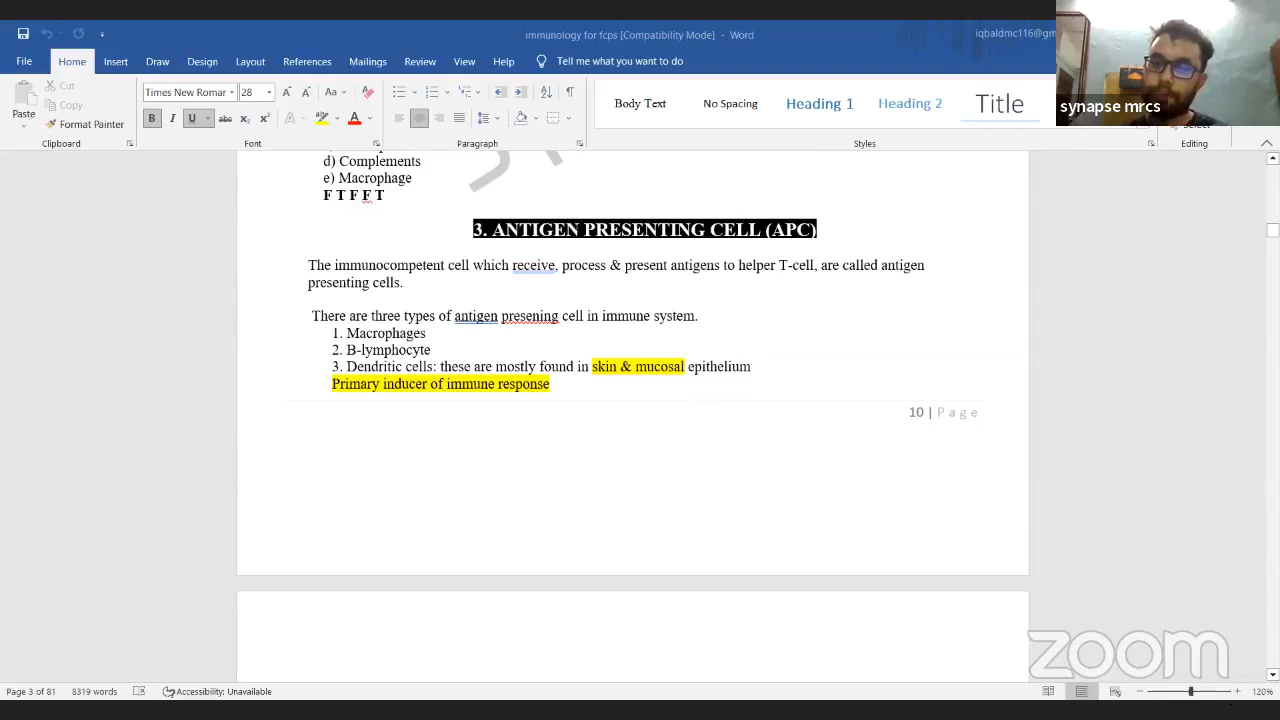 immunology for fcps [Compatibility Mode] - Word
iqbaldmc116@gm
File Home Insert Draw Design Layout References Mailings Review View Help Tell me what you want to do
Paste
Cut
Copy
Format Painter
Clipboard
Times New Romar 28
Font
Paragraph
Body Text No Spacing Heading 1 Heading 2 Title
Styles
Editing
synapse mrcs
d) Complements
e) Macrophage
F T F F T
3. ANTIGEN PRESENTING CELL (APC)
The immunocompetent cell which receive, process & present antigens to helper T-cell, are called antigen
presenting cells.
There are three types of antigen presening cell in immune system.
1. Macrophages
2. B-lymphocyte
3. Dendritic cells: these are mostly found in skin & mucosal epithelium
Primary inducer of immune response
10 | Page
zoom
Page 3 of 81 8319 words Accessibility: Unavailable 120%